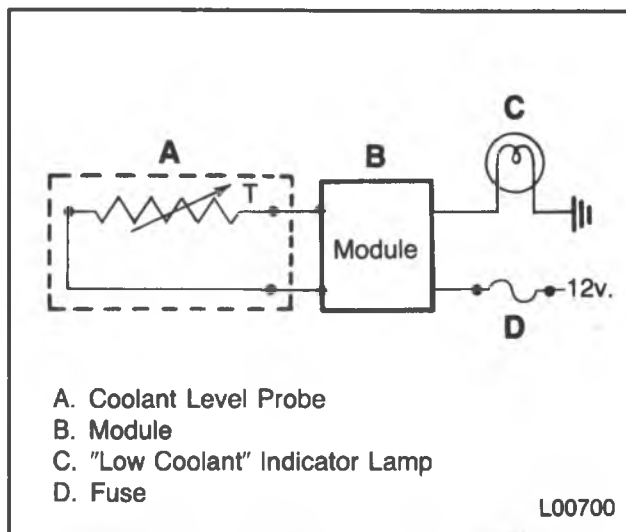 C
A
B
T
Module
12v.
D
A. Coolant Level Probe
B. Module
C. "Low Coolant" Indicator Lamp
D. Fuse
L00700